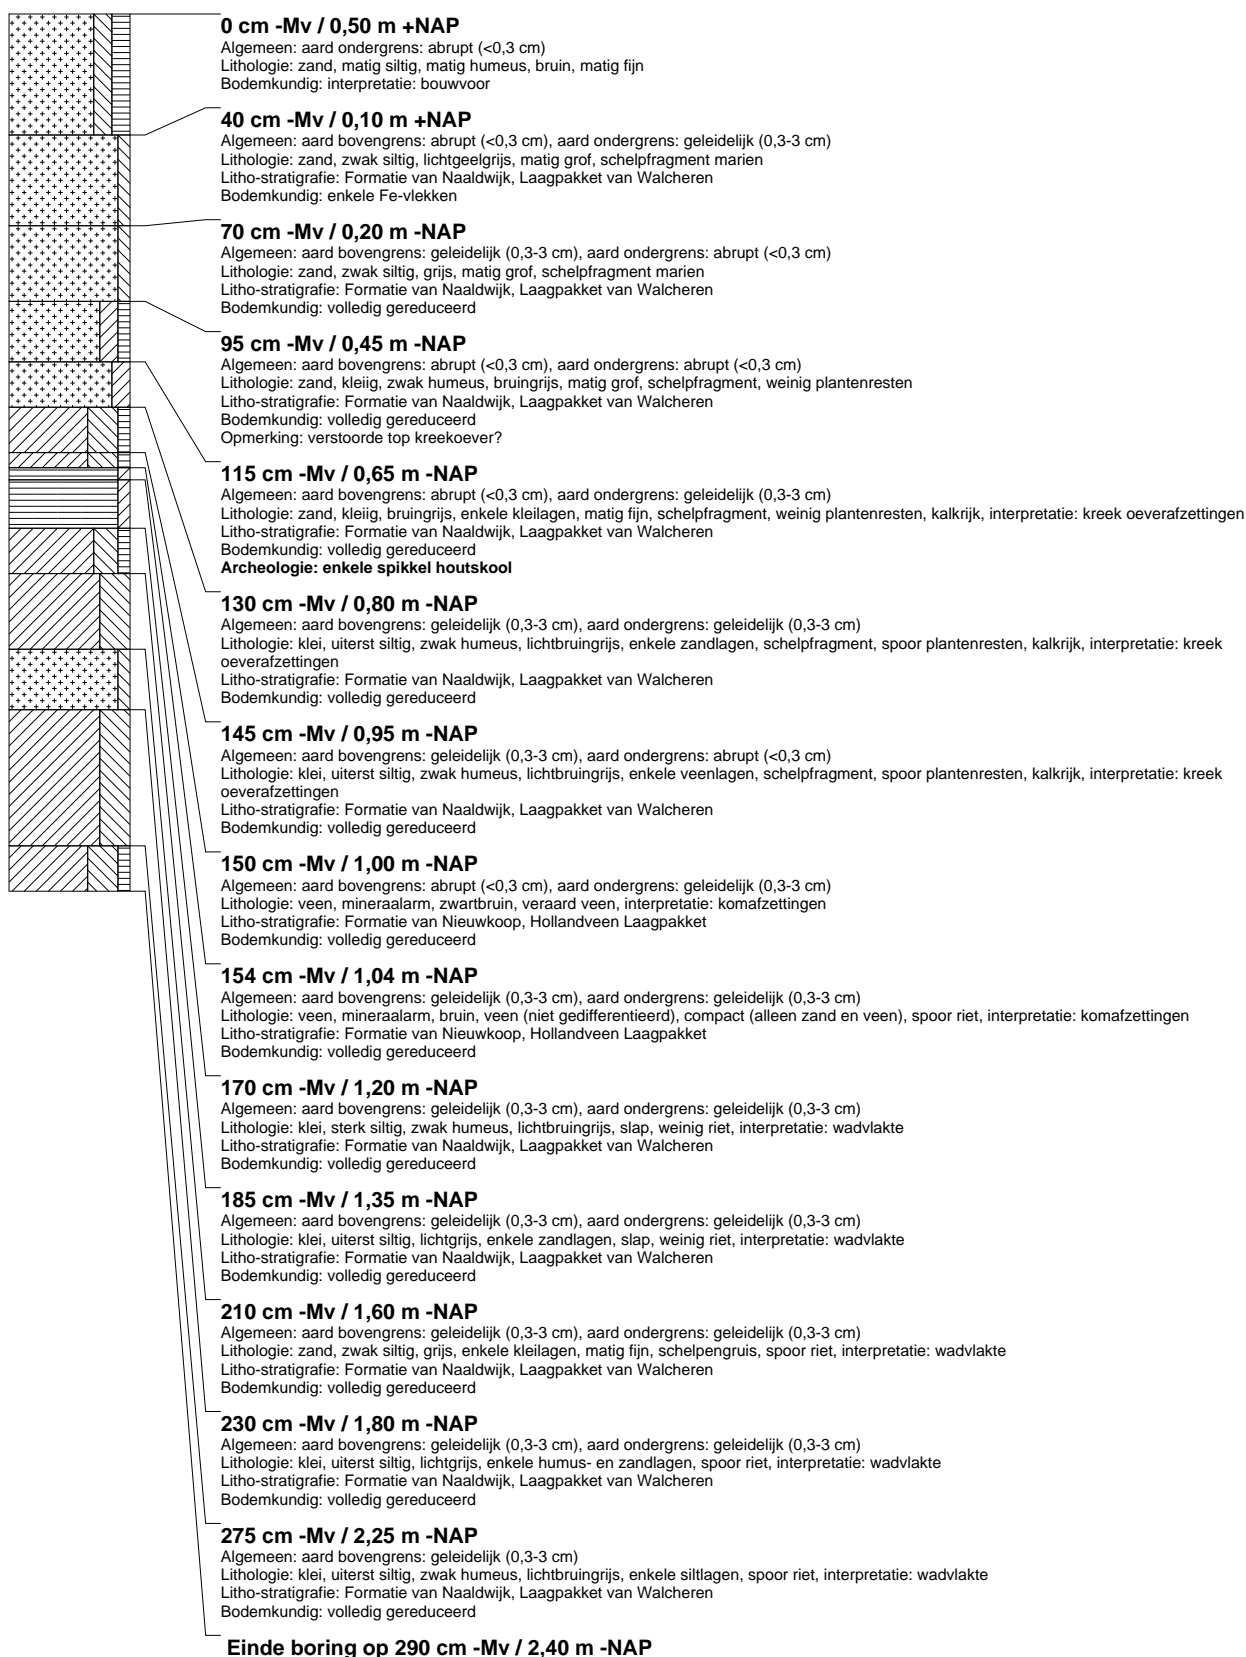 0 cm -Mv / 0,50 m +NAP
Algemeen: aard ondergrens: abrupt (<0,3 cm)
Lithologie: zand, matig siltig, matig humeus, bruin, matig fijn
Bodemkundig: interpretatie: bouwvoor
40 cm -Mv / 0,10 m +NAP
Algemeen: aard bovengrens: abrupt (<0,3 cm), aard ondergrens: geleidelijk (0,3-3 cm)
Lithologie: zand, zwak siltig, lichtgeelgrijs, matig grof, schelpfragment marien
Litho-stratigrafie: Formatie van Naaldwijk, Laagpakket van Walcheren
Bodemkundig: enkele Fe-vlekken
70 cm -Mv / 0,20 m -NAP
Algemeen: aard bovengrens: geleidelijk (0,3-3 cm), aard ondergrens: abrupt (<0,3 cm)
Lithologie: zand, zwak siltig, grijs, matig grof, schelpfragment marien
Litho-stratigrafie: Formatie van Naaldwijk, Laagpakket van Walcheren
Bodemkundig: volledig gereduceerd
95 cm -Mv / 0,45 m -NAP
Algemeen: aard bovengrens: abrupt (<0,3 cm), aard ondergrens: abrupt (<0,3 cm)
Lithologie: zand, kleiig, zwak humeus, bruingrijs, matig grof, schelpfragment, weinig plantenresten
Litho-stratigrafie: Formatie van Naaldwijk, Laagpakket van Walcheren
Bodemkundig: volledig gereduceerd
Opmerking: verstoorde top kreekoever?
115 cm -Mv / 0,65 m -NAP
Algemeen: aard bovengrens: abrupt (<0,3 cm), aard ondergrens: geleidelijk (0,3-3 cm)
Lithologie: zand, kleiig, bruingrijs, enkele kleilagen, matig fijn, schelpfragment, weinig plantenresten, kalkrijk, interpretatie: kreek oeverafzettingen
Litho-stratigrafie: Formatie van Naaldwijk, Laagpakket van Walcheren
Bodemkundig: volledig gereduceerd
Archeologie: enkele spikkel houtskool
130 cm -Mv / 0,80 m -NAP
Algemeen: aard bovengrens: geleidelijk (0,3-3 cm), aard ondergrens: geleidelijk (0,3-3 cm)
Lithologie: klei, uiterst siltig, zwak humeus, lichtbruingrijs, enkele zandlagen, schelpfragment, spoor plantenresten, kalkrijk, interpretatie: kreek
oeverafzettingen
Litho-stratigrafie: Formatie van Naaldwijk, Laagpakket van Walcheren
Bodemkundig: volledig gereduceerd
145 cm -Mv / 0,95 m -NAP
Algemeen: aard bovengrens: geleidelijk (0,3-3 cm), aard ondergrens: abrupt (<0,3 cm)
Lithologie: klei, uiterst siltig, zwak humeus, lichtbruingrijs, enkele veenlagen, schelpfragment, spoor plantenresten, kalkrijk, interpretatie: kreek
oeverafzettingen
Litho-stratigrafie: Formatie van Naaldwijk, Laagpakket van Walcheren
Bodemkundig: volledig gereduceerd
150 cm -Mv / 1,00 m -NAP
Algemeen: aard bovengrens: abrupt (<0,3 cm), aard ondergrens: geleidelijk (0,3-3 cm)
Lithologie: veen, mineraalarm, zwartbruin, veraard veen, interpretatie: komafzettingen
Litho-stratigrafie: Formatie van Nieuwkoop, Hollandveen Laagpakket
Bodemkundig: volledig gereduceerd
154 cm -Mv / 1,04 m -NAP
Algemeen: aard bovengrens: geleidelijk (0,3-3 cm), aard ondergrens: geleidelijk (0,3-3 cm)
Lithologie: veen, mineraalarm, bruin, veen (niet gedifferentieerd), compact (alleen zand en veen), spoor riet, interpretatie: komafzettingen
Litho-stratigrafie: Formatie van Nieuwkoop, Hollandveen Laagpakket
Bodemkundig: volledig gereduceerd
170 cm -Mv / 1,20 m -NAP
Algemeen: aard bovengrens: geleidelijk (0,3-3 cm), aard ondergrens: geleidelijk (0,3-3 cm)
Lithologie: klei, sterk siltig, zwak humeus, lichtbruingrijs, slap, weinig riet, interpretatie: wadvlakte
Litho-stratigrafie: Formatie van Naaldwijk, Laagpakket van Walcheren
Bodemkundig: volledig gereduceerd
185 cm -Mv / 1,35 m -NAP
Algemeen: aard bovengrens: geleidelijk (0,3-3 cm), aard ondergrens: geleidelijk (0,3-3 cm)
Lithologie: klei, uiterst siltig, lichtgrijs, enkele zandlagen, slap, weinig riet, interpretatie: wadvlakte
Litho-stratigrafie: Formatie van Naaldwijk, Laagpakket van Walcheren
Bodemkundig: volledig gereduceerd
210 cm -Mv / 1,60 m -NAP
Algemeen: aard bovengrens: geleidelijk (0,3-3 cm), aard ondergrens: geleidelijk (0,3-3 cm)
Lithologie: zand, zwak siltig, grijs, enkele kleilagen, matig fijn, schelpengruis, spoor riet, interpretatie: wadvlakte
Litho-stratigrafie: Formatie van Naaldwijk, Laagpakket van Walcheren
Bodemkundig: volledig gereduceerd
230 cm -Mv / 1,80 m -NAP
Algemeen: aard bovengrens: geleidelijk (0,3-3 cm), aard ondergrens: geleidelijk (0,3-3 cm)
Lithologie: klei, uiterst siltig, lichtgrijs, enkele humus- en zandlagen, spoor riet, interpretatie: wadvlakte
Litho-stratigrafie: Formatie van Naaldwijk, Laagpakket van Walcheren
Bodemkundig: volledig gereduceerd
275 cm -Mv / 2,25 m -NAP
Algemeen: aard bovengrens: geleidelijk (0,3-3 cm)
Lithologie: klei, uiterst siltig, zwak humeus, lichtbruingrijs, enkele siltlagen, spoor riet, interpretatie: wadvlakte
Litho-stratigrafie: Formatie van Naaldwijk, Laagpakket van Walcheren
Bodemkundig: volledig gereduceerd
Einde boring op 290 cm -Mv / 2,40 m -NAP